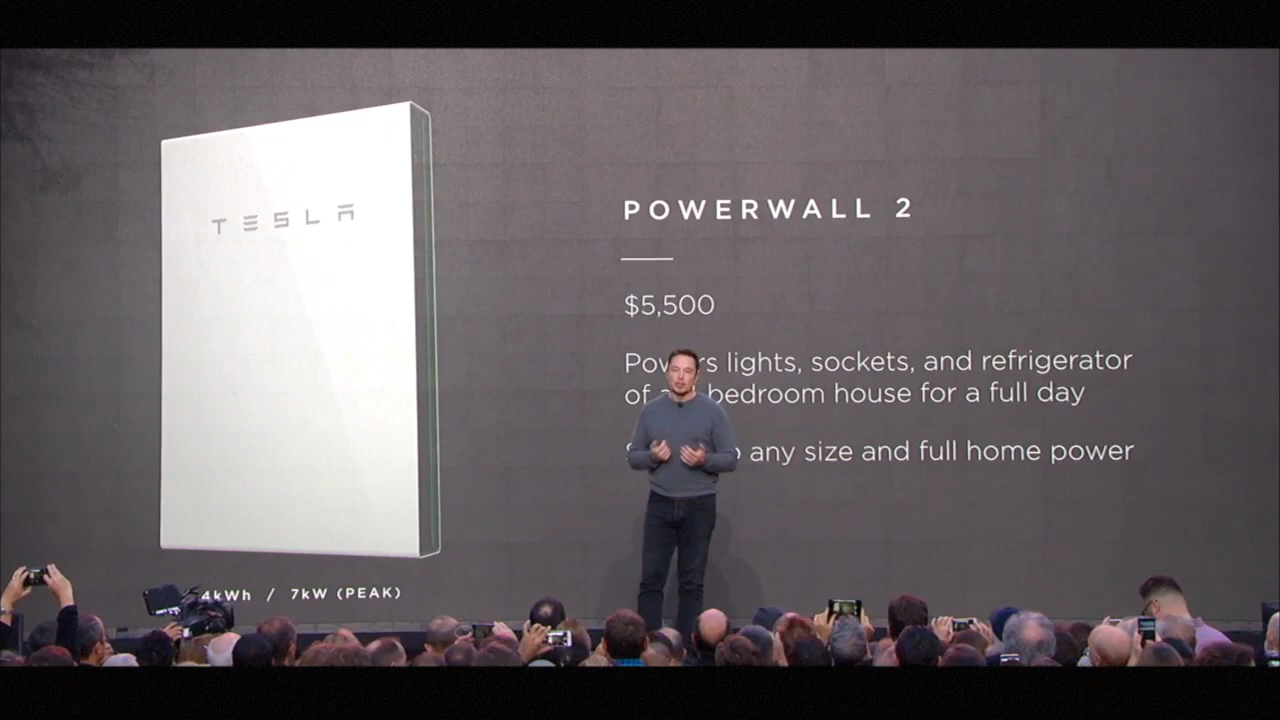 TESLA
POWERWALL 2
$5,500
lights, sockets, and refrigerator
of bedroom house for a full day
any size and full home power
4kWh / 7kW (PEAK)